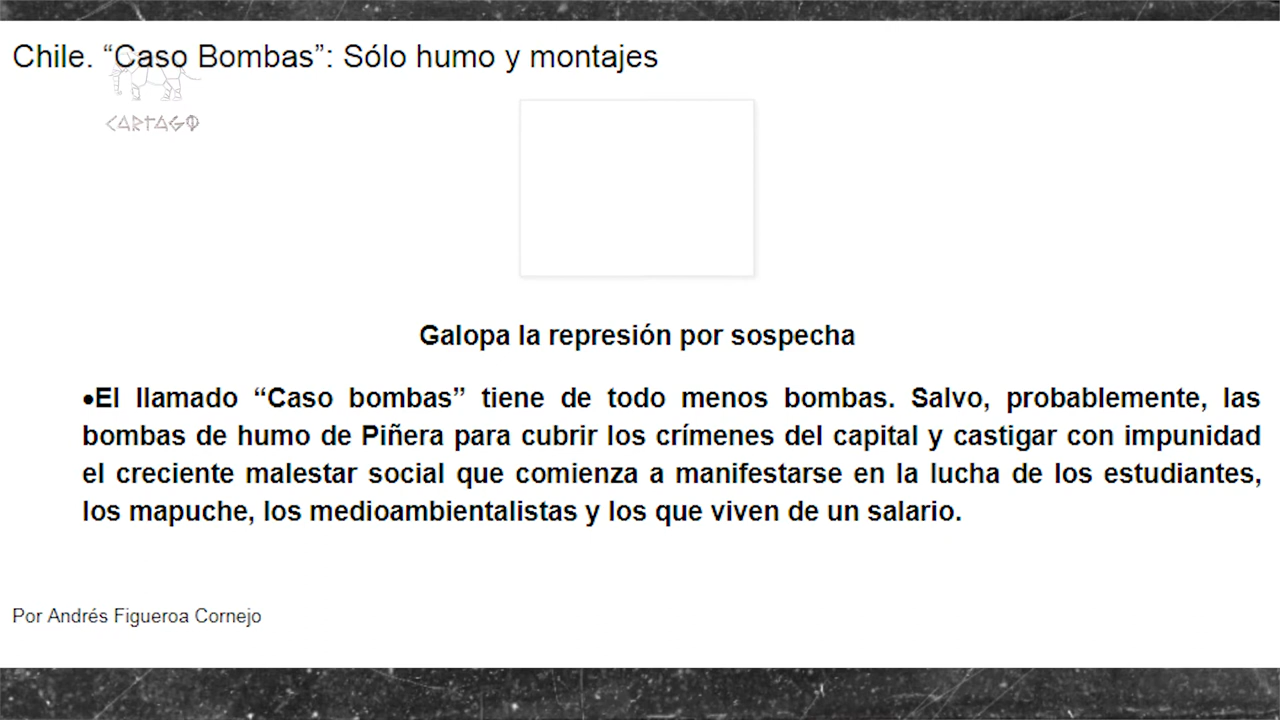 Chile. “Caso Bombas”: Sólo humo y montajes
CARTAGO
Galopa la represión por sospecha
•El llamado “Caso bombas” tiene de todo menos bombas. Salvo, probablemente, las
bombas de humo de Piñera para cubrir los crímenes del capital y castigar con impunidad
el creciente malestar social que comienza a manifestarse en la lucha de los estudiantes,
los mapuche, los medioambientalistas y los que viven de un salario.
Por Andrés Figueroa Cornejo